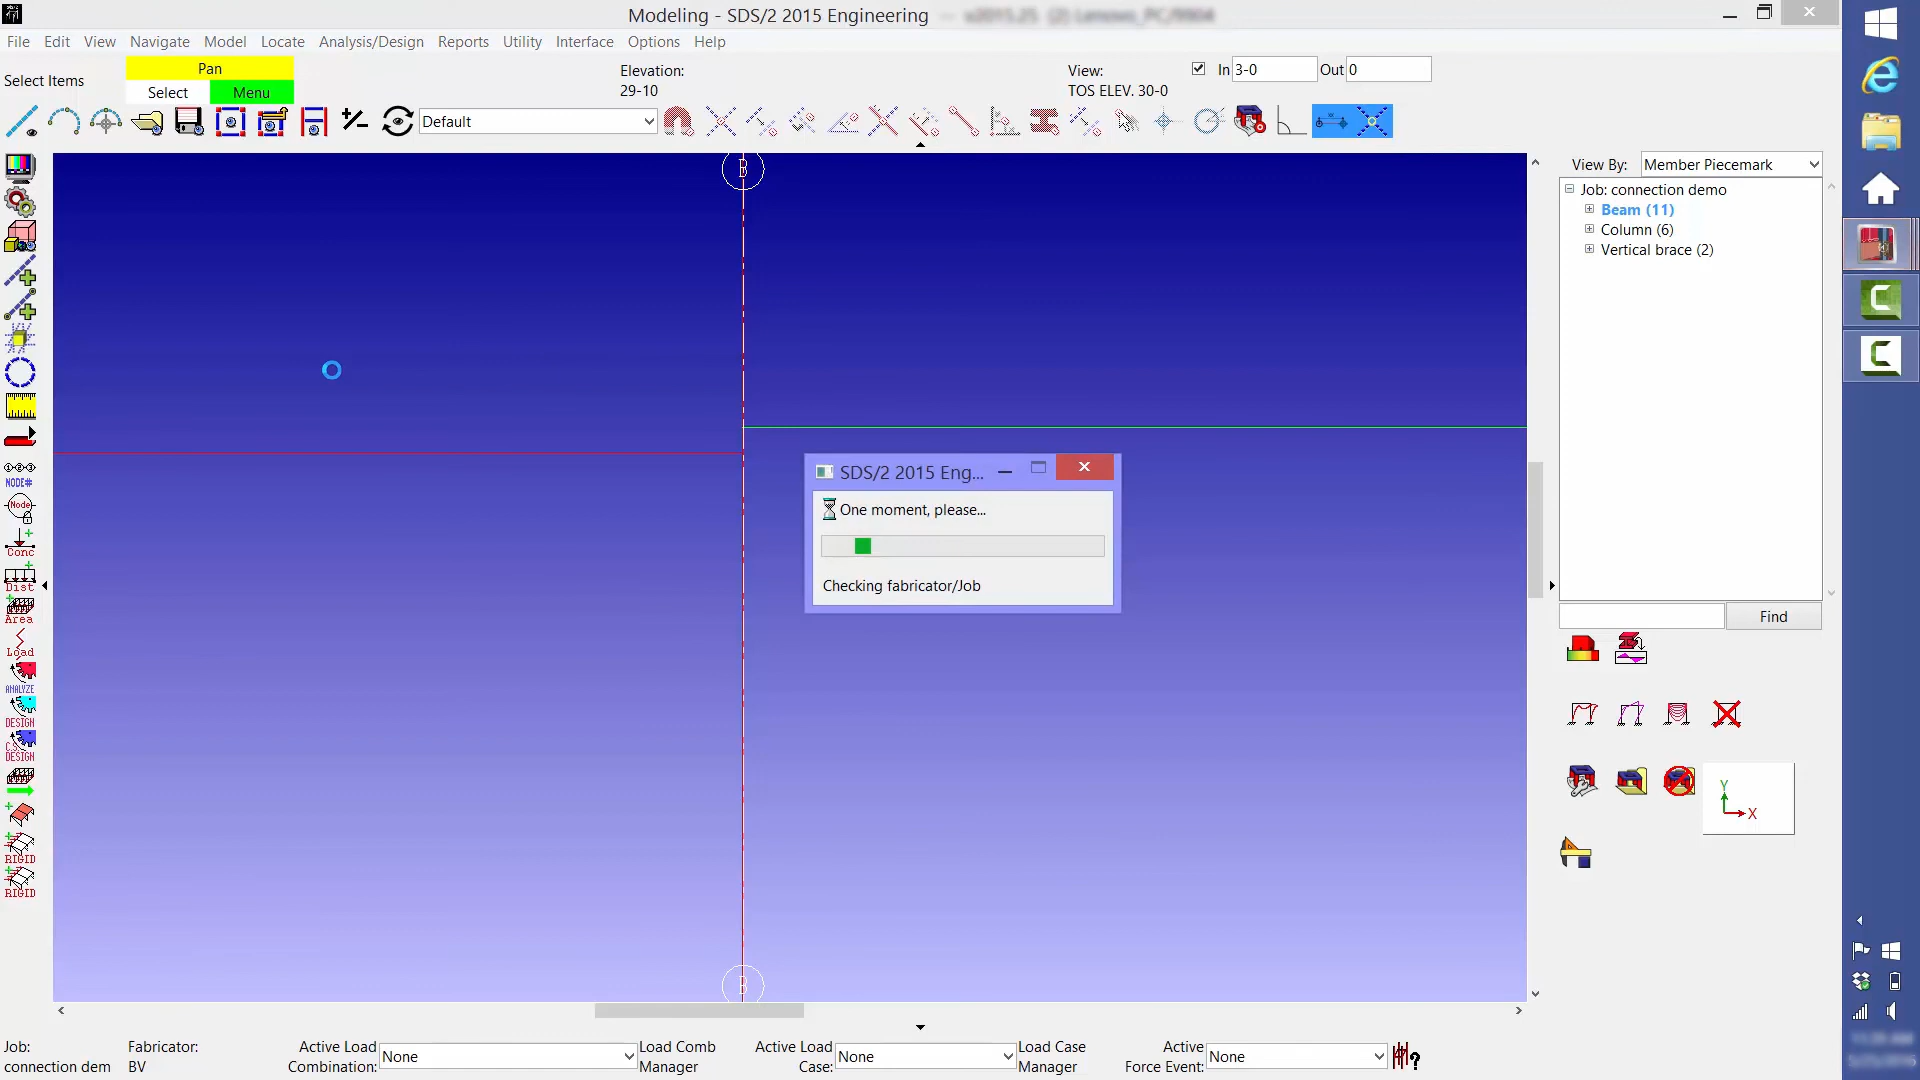 Modeling - SDS/2 2015 Engineering
File Edit View Navigate Model Locate Analysis/Design Reports Utility Interface Options Help
Select Items
Pan
Select Menu
Elevation:
29-10
View:
TOS ELEV. 30-0
In 3-0 Out 0
Default
View By: Member Piecemark
Job: connection demo
Beam (11)
Column (6)
Vertical brace (2)
Find
B
SDS/2 2015 Eng...
One moment, please...
Checking fabricator/Job
B
NODE#
Node
Conc
Dist
Area
Load
ANALYZE
DESIGN
C.S.
DESIGN
RIGID
RIGID
Y
X
Job:
connection dem
Fabricator:
BV
Active Load
Combination: None
Load Comb
Manager
Active Load
Case: None
Load Case
Manager
Active
Force Event: None